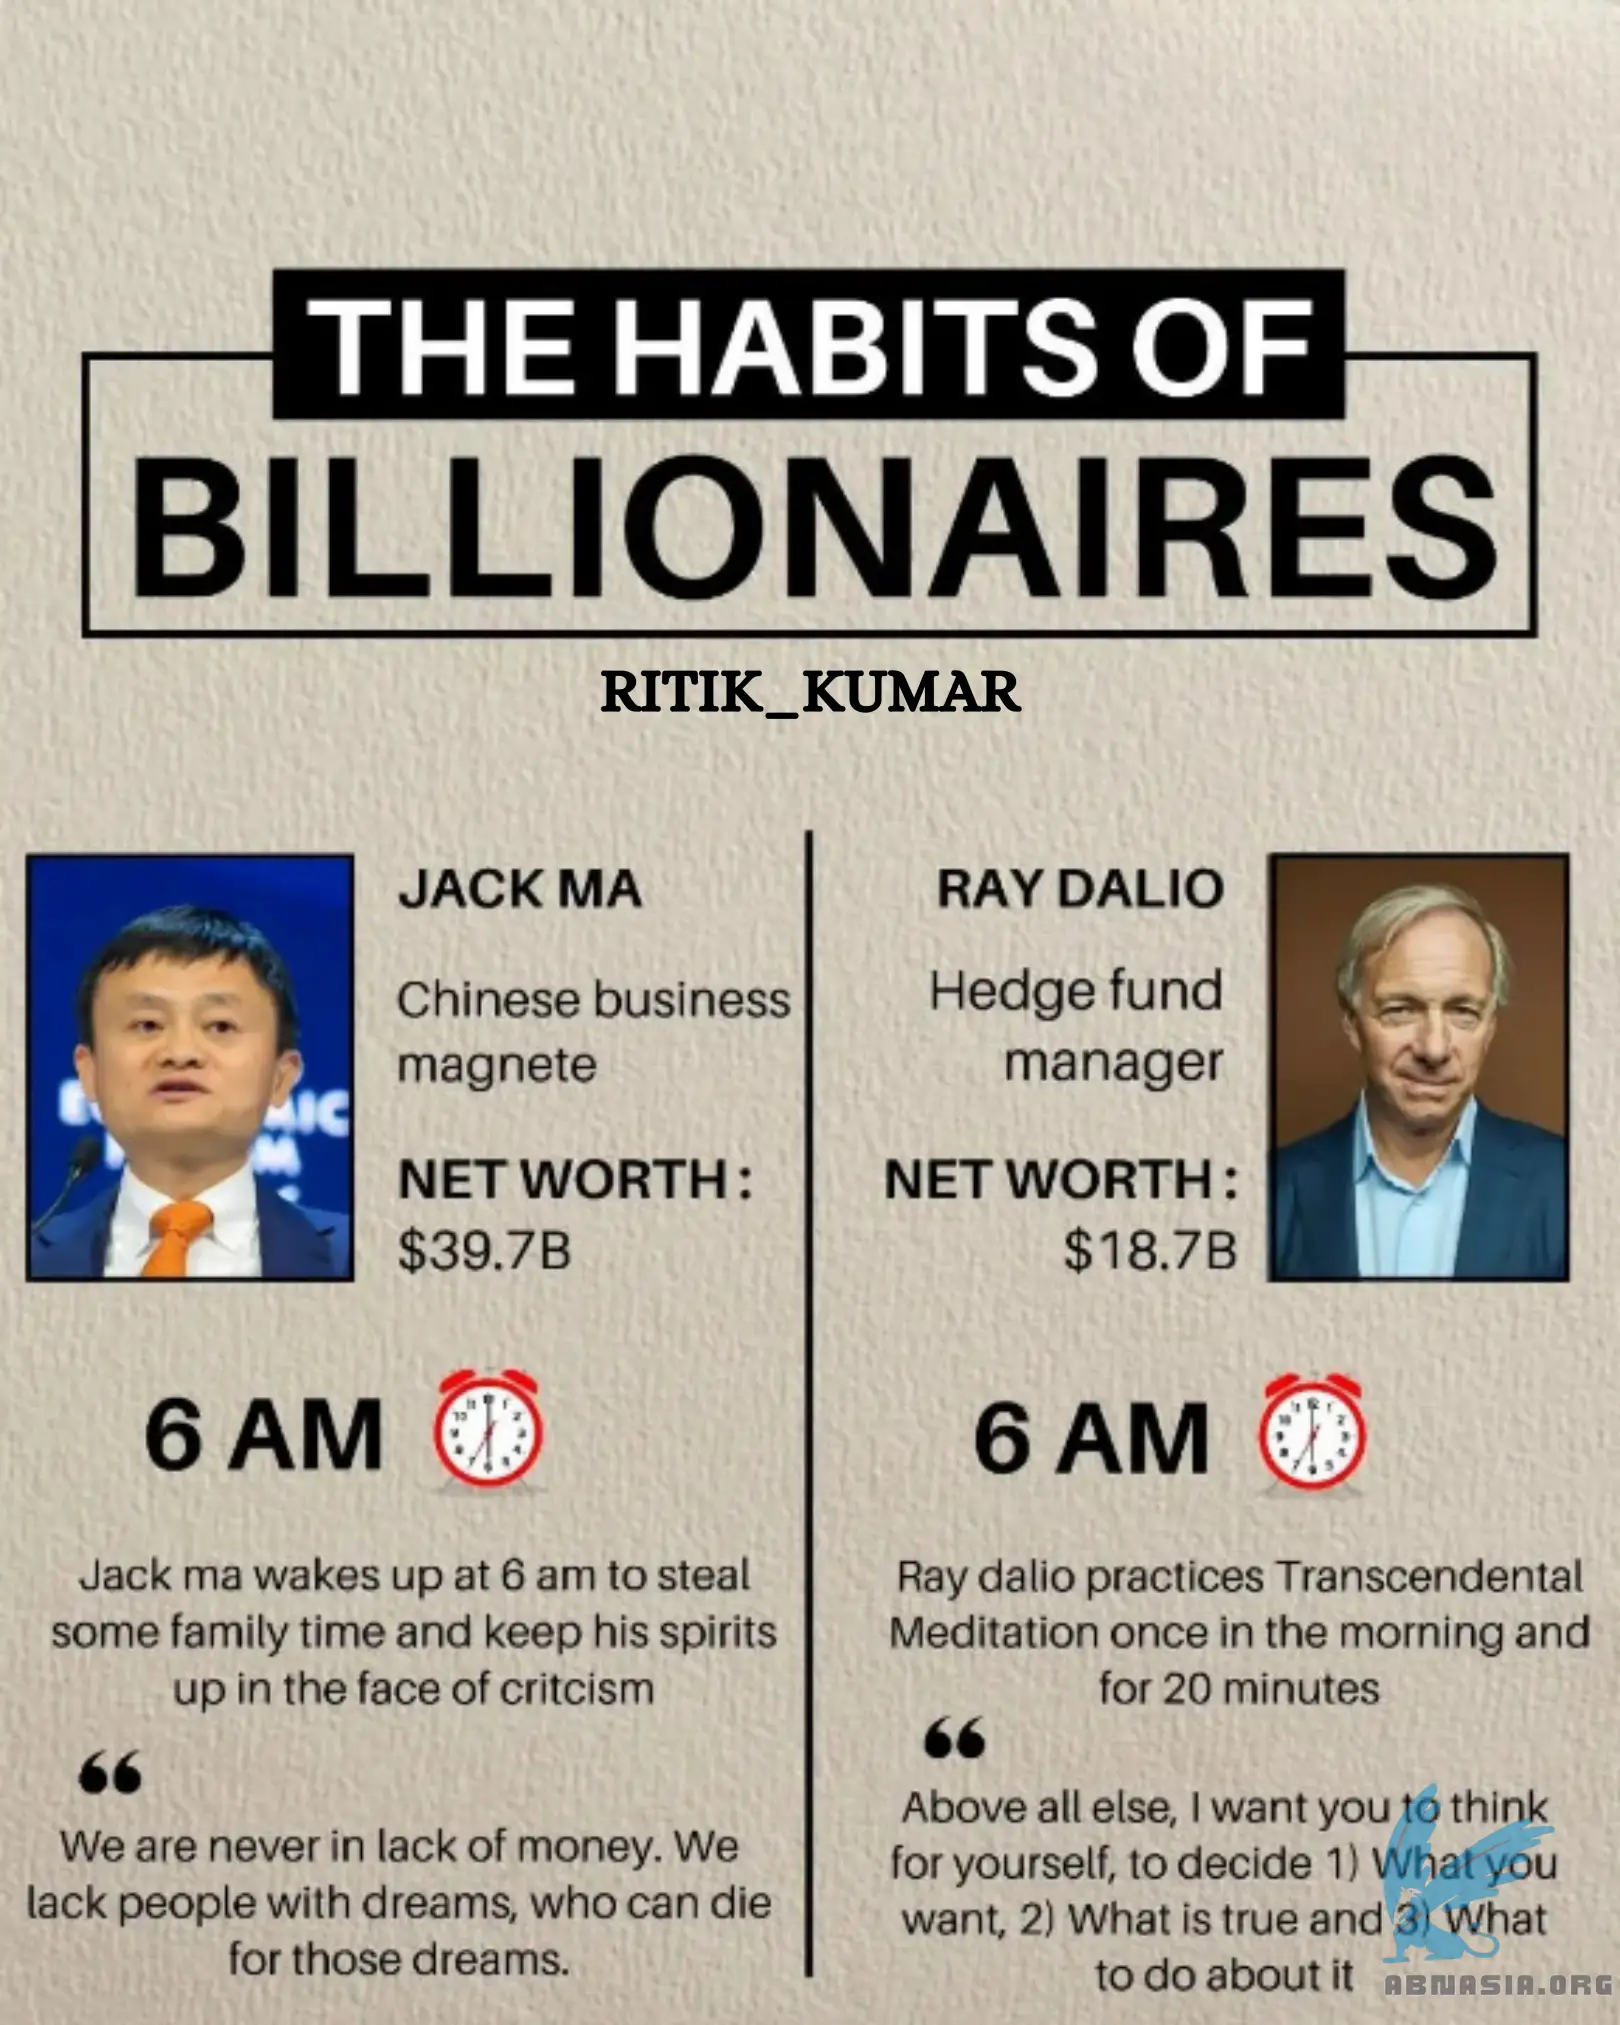 THE HABITS OF
BILLIONAIRES
RITIK_KUMAR
JACK MA
Chinese business
magnete
NET WORTH :
$39.7B
6 AM
Jack ma wakes up at 6 am to steal
some family time and keep his spirits
up in the face of critcism
“
We are never in lack of money. We
lack people with dreams, who can die
for those dreams.
RAY DALIO
Hedge fund
manager
NET WORTH :
$18.7B
6 AM
Ray dalio practices Transcendental
Meditation once in the morning and
for 20 minutes
“
Above all else, I want you to think
for yourself, to decide 1) What you
want, 2) What is true and 3) What
to do about it
ABNASIA.ORG